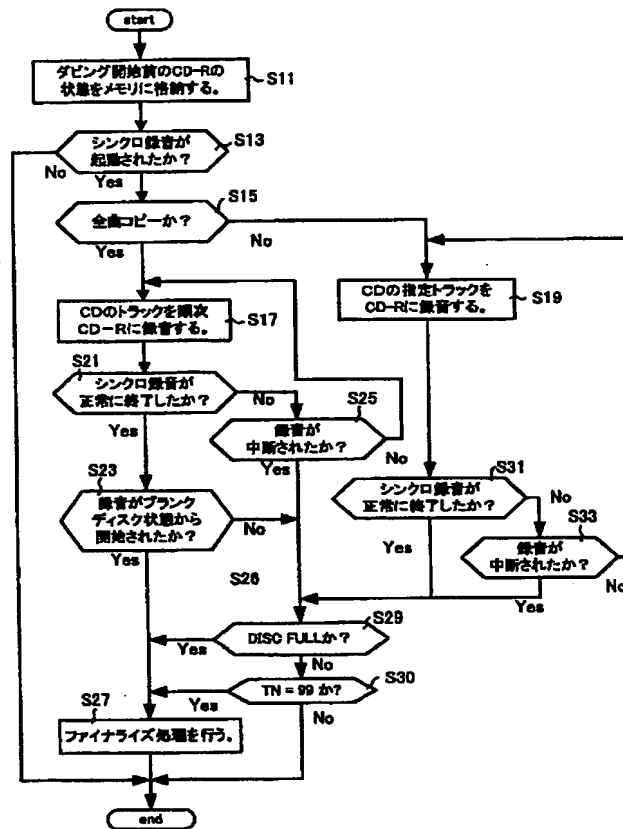 start
ダビング開始前のCD-Rの
状態をメモリに格納する。
S11
シンクロ録音が
起動されたか?
S13
No
Yes
全曲コピーか?
S15
No
Yes
CDのトラックを順次
CD-Rに録音する。
S17
CDの指定トラックを
CD-Rに録音する。
S19
S21
シンクロ録音が
正常に終了したか?
No
Yes
S25
録音が
中断されたか?
No
Yes
S23
録音がブランク
ディスク状態から
開始されたか?
No
Yes
S31
シンクロ録音が
正常に終了したか?
No
Yes
S33
録音が
中断されたか?
No
Yes
S26
S29
DISC FULLか?
Yes
No
S30
TN = 99 か?
Yes
No
S27
ファイナライズ処理を行う。
end